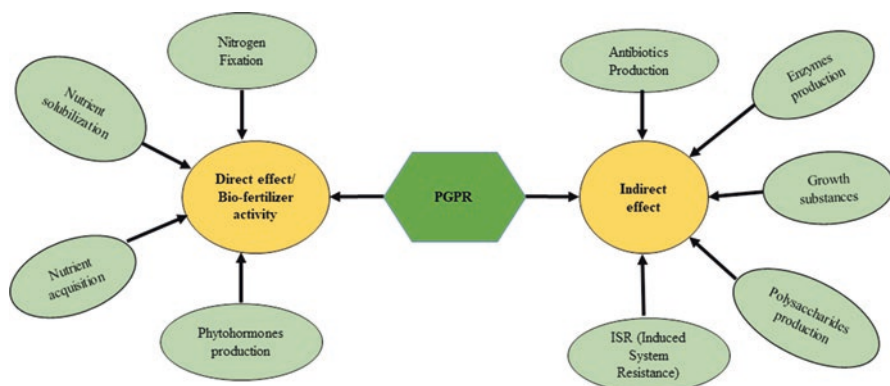 Nitrogen
Fixation
Nutrient
solubilization
Direct effect/
Bio-fertilizer
activity
Nutrient
acquisition
Phytohormones
production
PGPR
Antibiotics
Production
Enzymes
production
Indirect
effect
Growth
substances
Polysaccharides
production
ISR (Induced
System
Resistance)